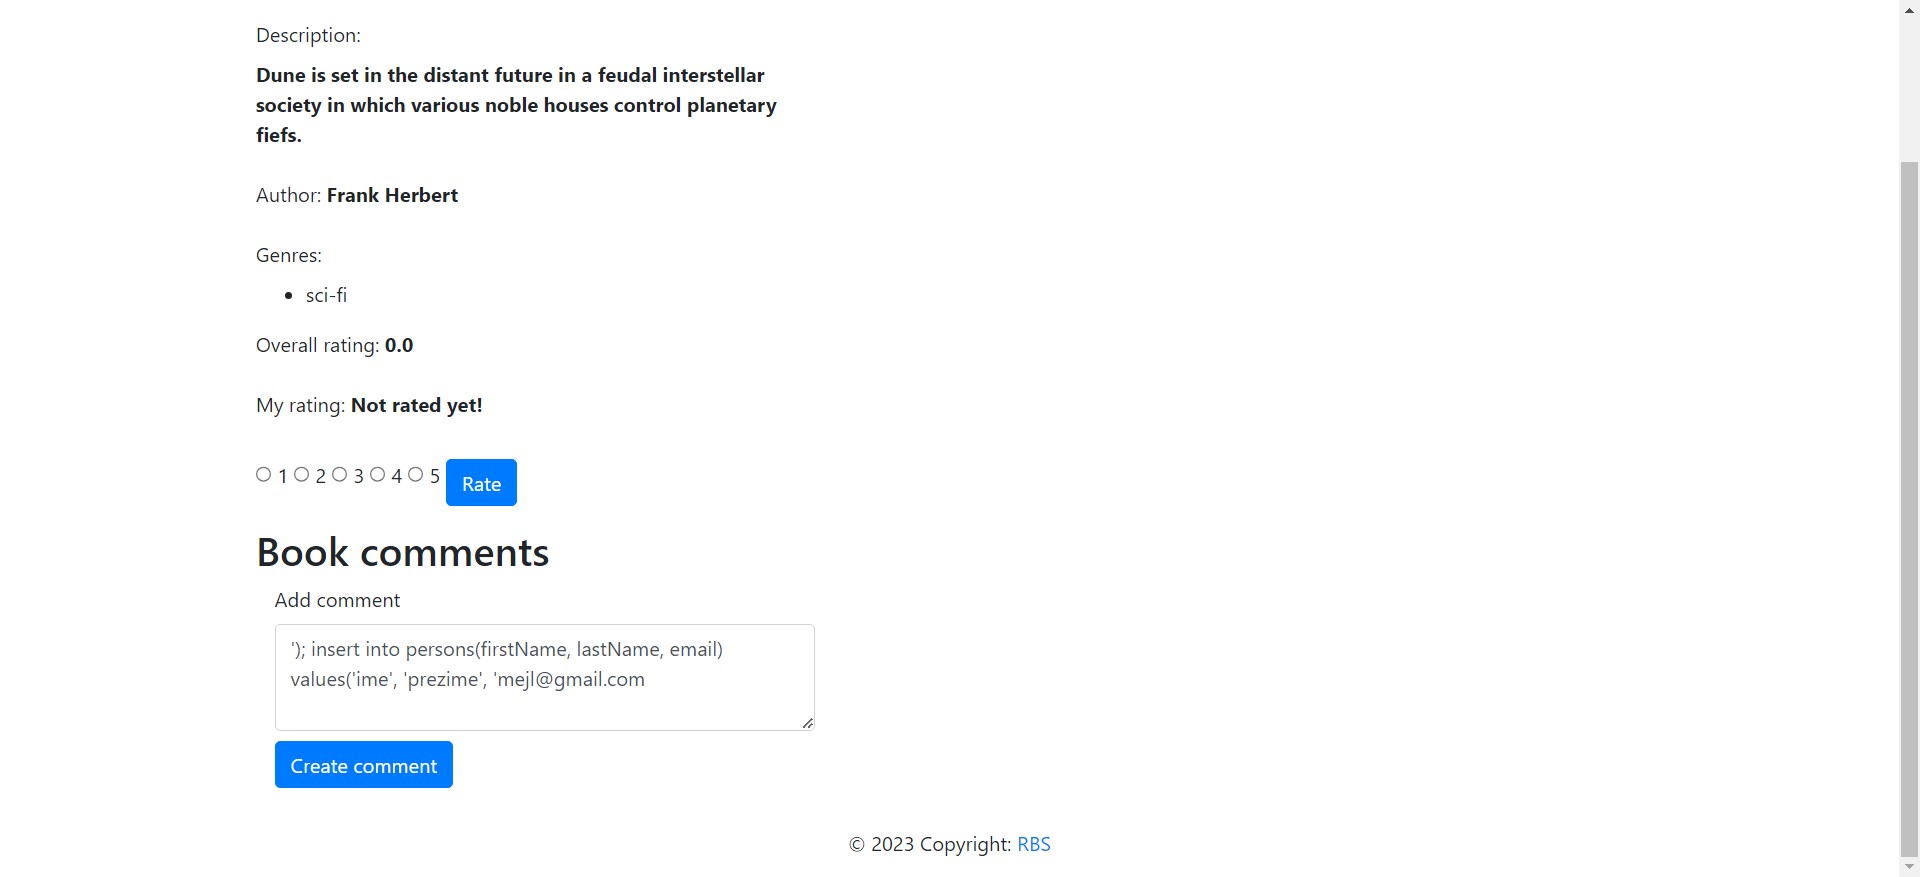 Description:
Dune is set in the distant future in a feudal interstellar
society in which various noble houses control planetary
fiefs.
Author: Frank Herbert
Genres:
• sci-fi
Overall rating: 0.0
My rating: Not rated yet!
1 2 3 4 5 Rate
Book comments
Add comment
'); insert into persons(firstName, lastName, email)
values('ime', 'prezime', 'mejl@gmail.com
Create comment
© 2023 Copyright: RBS